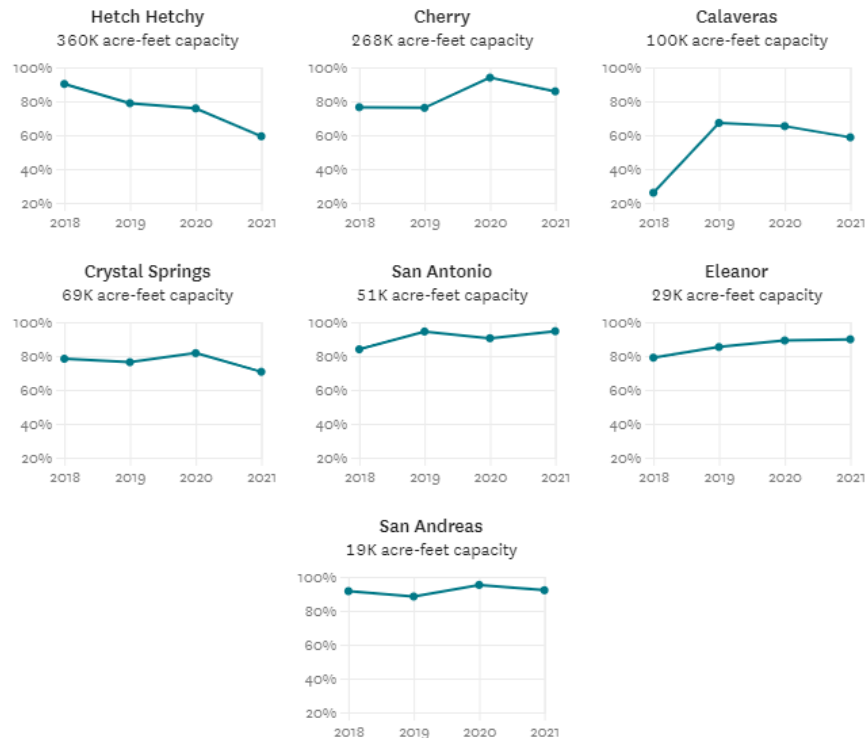 Hetch Hetchy
360K acre-feet capacity
100%
80%
60%
40%
20%
2018 2019 2020 2021
Cherry
268K acre-feet capacity
100%
80%
60%
40%
20%
2018 2019 2020 2021
Calaveras
100K acre-feet capacity
100%
80%
60%
40%
20%
2018 2019 2020 2021
Crystal Springs
69K acre-feet capacity
100%
80%
60%
40%
20%
2018 2019 2020 2021
San Antonio
51K acre-feet capacity
100%
80%
60%
40%
20%
2018 2019 2020 2021
Eleanor
29K acre-feet capacity
100%
80%
60%
40%
20%
2018 2019 2020 2021
San Andreas
19K acre-feet capacity
100%
80%
60%
40%
20%
2018 2019 2020 2021